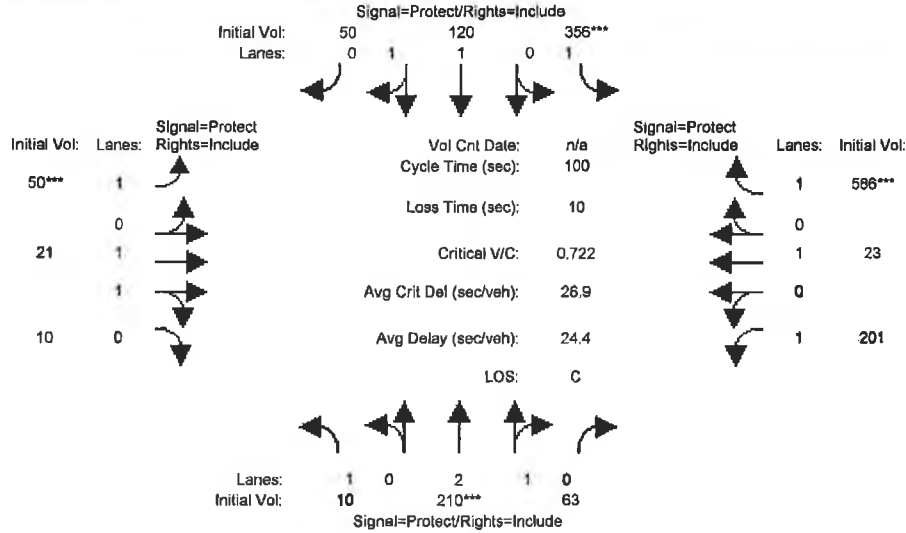 Signal=Protect/Rights=Include
Initial Vol: 50 120 356***
Lanes: 0 1 1 0 1
Signal=Protect
Rights=Include
Initial Vol: Lanes:
50*** 1
0
21 1
1
10 0
Vol Cnt Date: n/a
Cycle Time (sec): 100
Loss Time (sec): 10
Critical V/C: 0.722
Avg Crit Del (sec/veh): 26.9
Avg Delay (sec/veh): 24.4
LOS: C
Signal=Protect
Rights=Include
Lanes: Initial Vol:
1 586***
0
1 23
0
1 201
Lanes: 1 0 2 1 0
Initial Vol: 10 210*** 63
Signal=Protect/Rights=Include